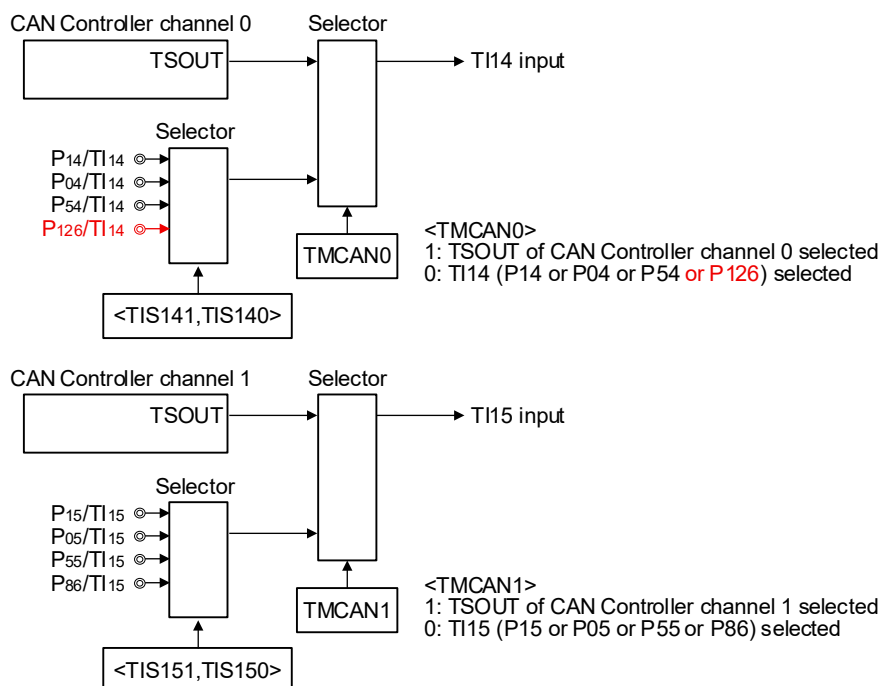 CAN Controller channel 0
Selector
TSOUT
TI14 input
Selector
P14/TI14
P04/TI14
P54/TI14
P126/TI14
TMCAN0
<TMCAN0>
1: TSOUT of CAN Controller channel 0 selected
0: TI14 (P14 or P04 or P54 or P126) selected
<TIS141,TIS140>
CAN Controller channel 1
Selector
TSOUT
TI15 input
Selector
P15/TI15
P05/TI15
P55/TI15
P86/TI15
TMCAN1
<TMCAN1>
1: TSOUT of CAN Controller channel 1 selected
0: TI15 (P15 or P05 or P55 or P86) selected
<TIS151,TIS150>